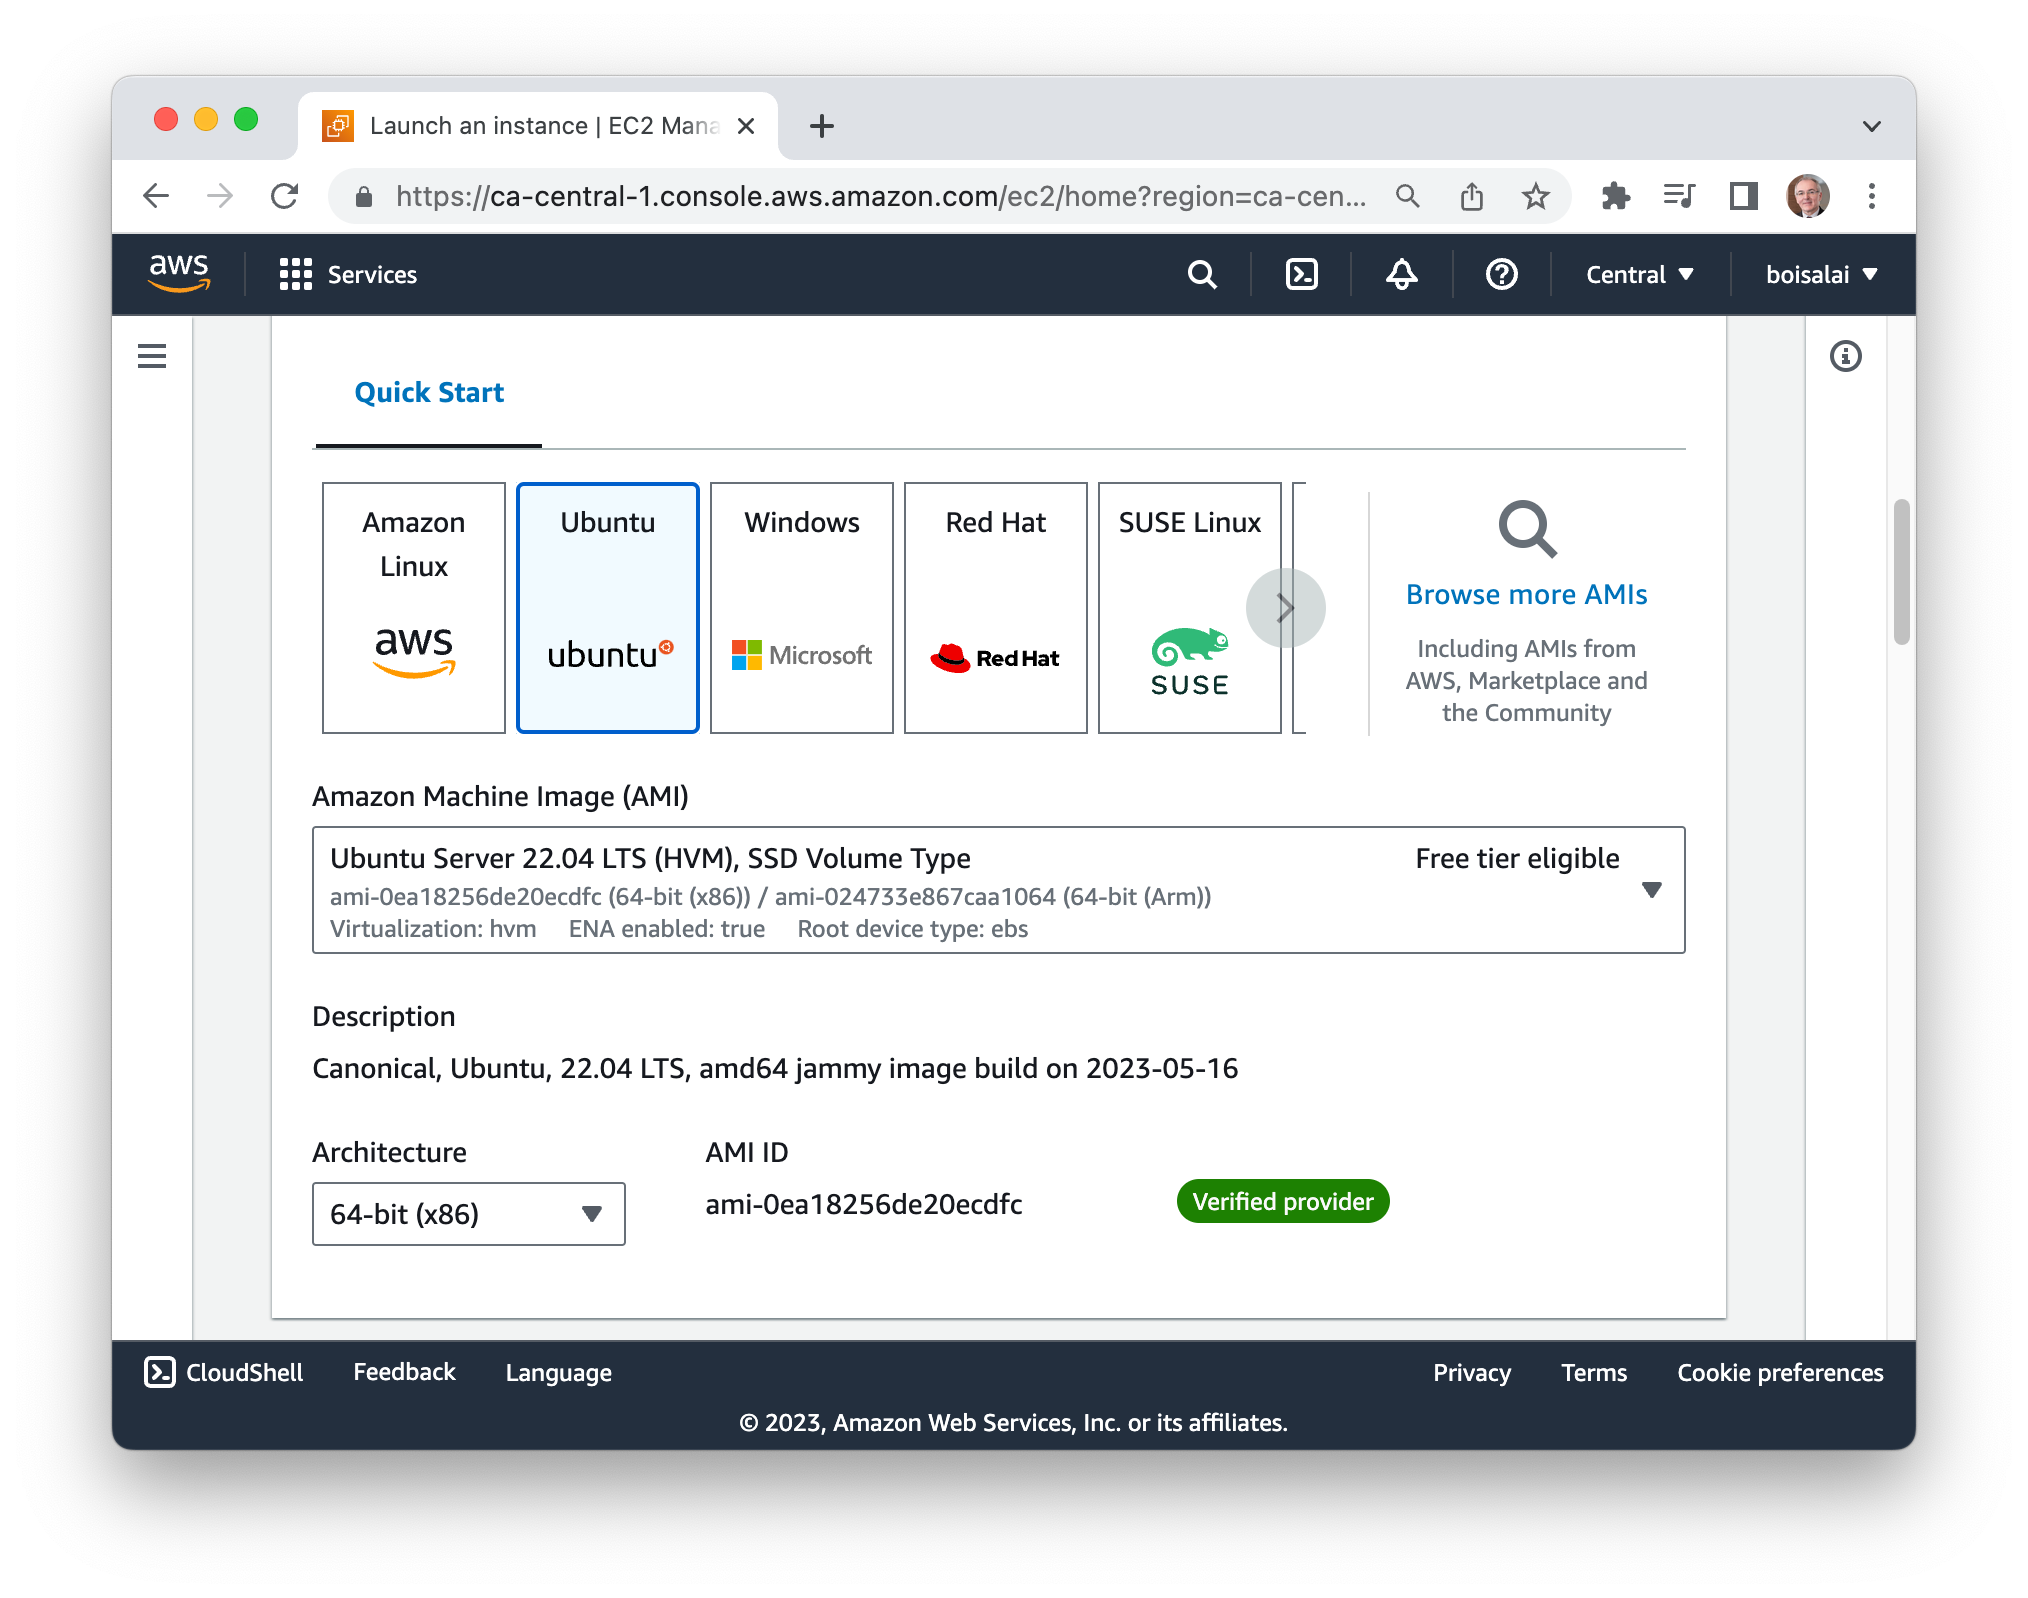 Launch an instance | EC2 Mana
https://ca-central-1.console.aws.amazon.com/ec2/home?region=ca-cen...
aws
Services
Central
boisalai
Quick Start
Amazon
Linux
aws
Ubuntu
ubuntu
Windows
Microsoft
Red Hat
Red Hat
SUSE Linux
SUSE
Browse more AMIs
Including AMIs from
AWS, Marketplace and
the Community
Amazon Machine Image (AMI)
Ubuntu Server 22.04 LTS (HVM), SSD Volume Type
Free tier eligible
ami-0ea18256de20ecdfc (64-bit (x86)) / ami-024733e867caa1064 (64-bit (Arm))
Virtualization: hvm ENA enabled: true Root device type: ebs
Description
Canonical, Ubuntu, 22.04 LTS, amd64 jammy image build on 2023-05-16
Architecture
64-bit (x86)
AMI ID
ami-0ea18256de20ecdfc
Verified provider
CloudShell
Feedback
Language
Privacy
Terms
Cookie preferences
© 2023, Amazon Web Services, Inc. or its affiliates.